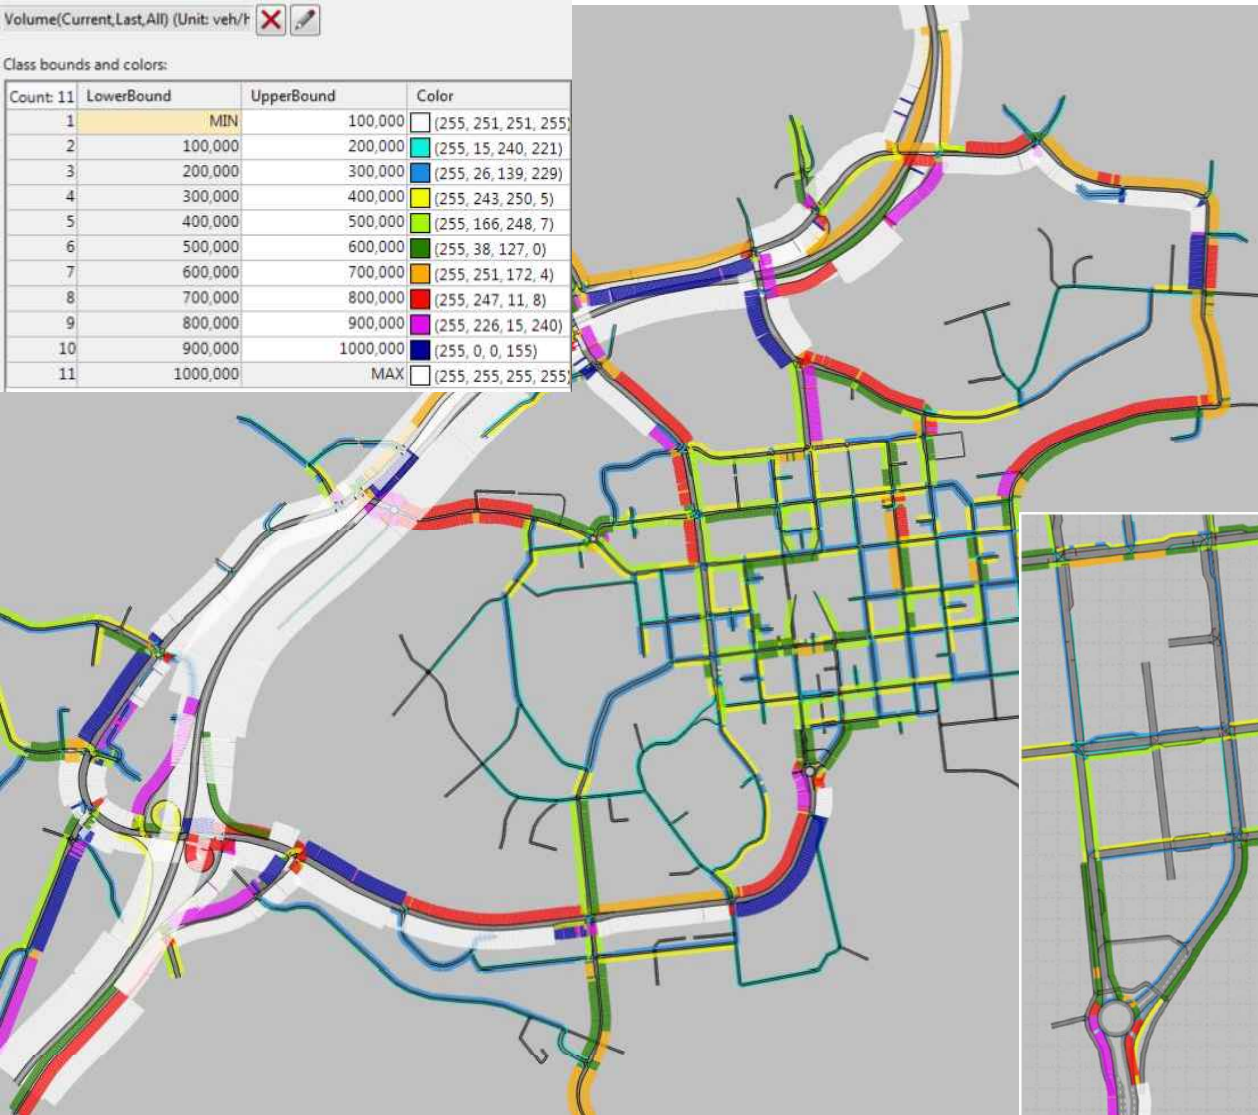 Volume(Current,Last,All) (Unit: veh/h
Class bounds and colors:
Count: 11 LowerBound UpperBound Color
1 MIN 100,000 (255, 251, 251, 255)
2 100,000 200,000 (255, 15, 240, 221)
3 200,000 300,000 (255, 26, 139, 229)
4 300,000 400,000 (255, 243, 250, 5)
5 400,000 500,000 (255, 166, 248, 7)
6 500,000 600,000 (255, 38, 127, 0)
7 600,000 700,000 (255, 251, 172, 4)
8 700,000 800,000 (255, 247, 11, 8)
9 800,000 900,000 (255, 226, 15, 240)
10 900,000 1000,000 (255, 0, 0, 155)
11 1000,000 MAX (255, 255, 255, 255)